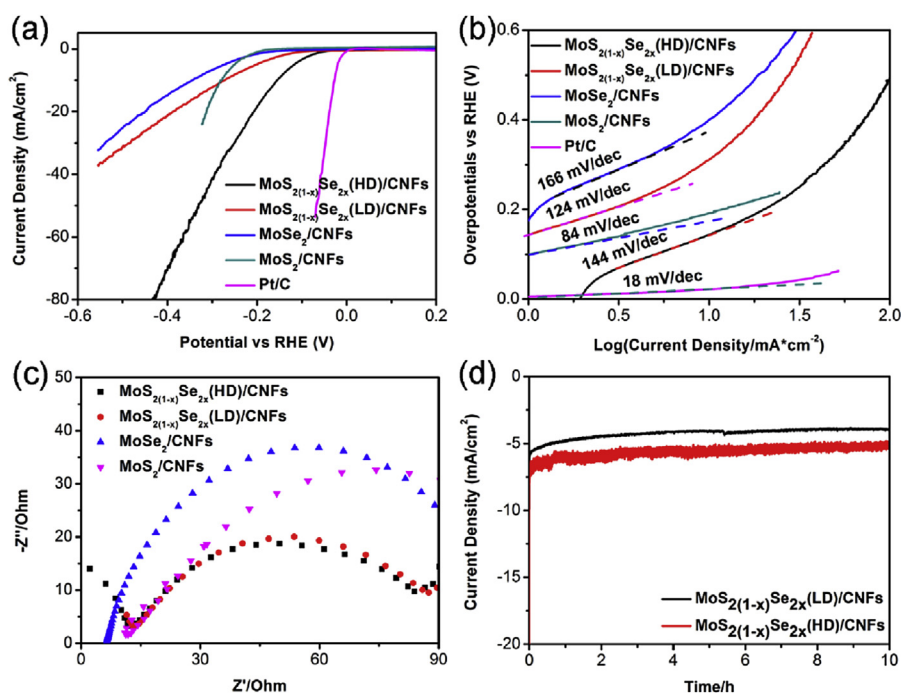 (a)
Current Density (mA/cm²)
0
-20
-40
-60
-80
-0.6 -0.4 -0.2 0.0 0.2
Potential vs RHE (V)
MoS₂₍₁₋ₓ₎Se₂ₓ(HD)/CNFs
MoS₂₍₁₋ₓ₎Se₂ₓ(LD)/CNFs
MoSe₂/CNFs
MoS₂/CNFs
Pt/C
(b)
Overpotentials vs RHE (V)
0.6
0.4
0.2
0.0
0.0 0.5 1.0 1.5 2.0
Log(Current Density/mA*cm⁻²)
MoS₂₍₁₋ₓ₎Se₂ₓ(HD)/CNFs
MoS₂₍₁₋ₓ₎Se₂ₓ(LD)/CNFs
MoSe₂/CNFs
MoS₂/CNFs
Pt/C
166 mV/dec
124 mV/dec
84 mV/dec
144 mV/dec
18 mV/dec
(c)
-Z''/Ohm
50
40
30
20
10
0
0 30 60 90
Z'/Ohm
MoS₂₍₁₋ₓ₎Se₂ₓ(HD)/CNFs
MoS₂₍₁₋ₓ₎Se₂ₓ(LD)/CNFs
MoSe₂/CNFs
MoS₂/CNFs
(d)
Current Density (mA/cm²)
0
-5
-10
-15
-20
0 2 4 6 8 10
Time/h
MoS₂₍₁₋ₓ₎Se₂ₓ(LD)/CNFs
MoS₂₍₁₋ₓ₎Se₂ₓ(HD)/CNFs